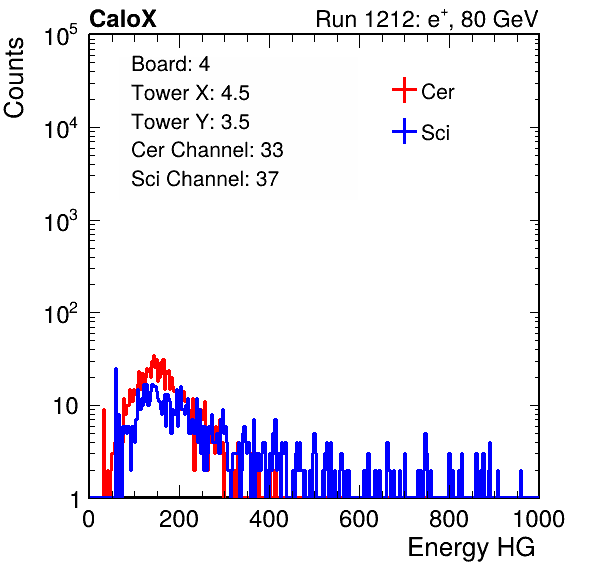 CaloX Run 1212: e⁺, 80 GeV
Counts
10⁵
10⁴
10³
10²
10
1
Board: 4
Tower X: 4.5
Tower Y: 3.5
Cer Channel: 33
Sci Channel: 37
Cer
Sci
0 200 400 600 800 1000
Energy HG